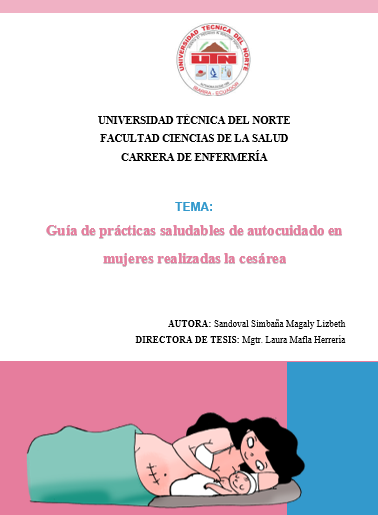 UNIVERSIDAD TÉCNICA DEL NORTE
UTN
IBARRA - ECUADOR
UNIVERSIDAD TÉCNICA DEL NORTE
FACULTAD CIENCIAS DE LA SALUD
CARRERA DE ENFERMERÍA
TEMA:
Guía de prácticas saludables de autocuidado en
mujeres realizadas la cesárea
AUTORA: Sandoval Simbaña Magaly Lizbeth
DIRECTORA DE TESIS: Mgtr. Laura Mafla Herrería